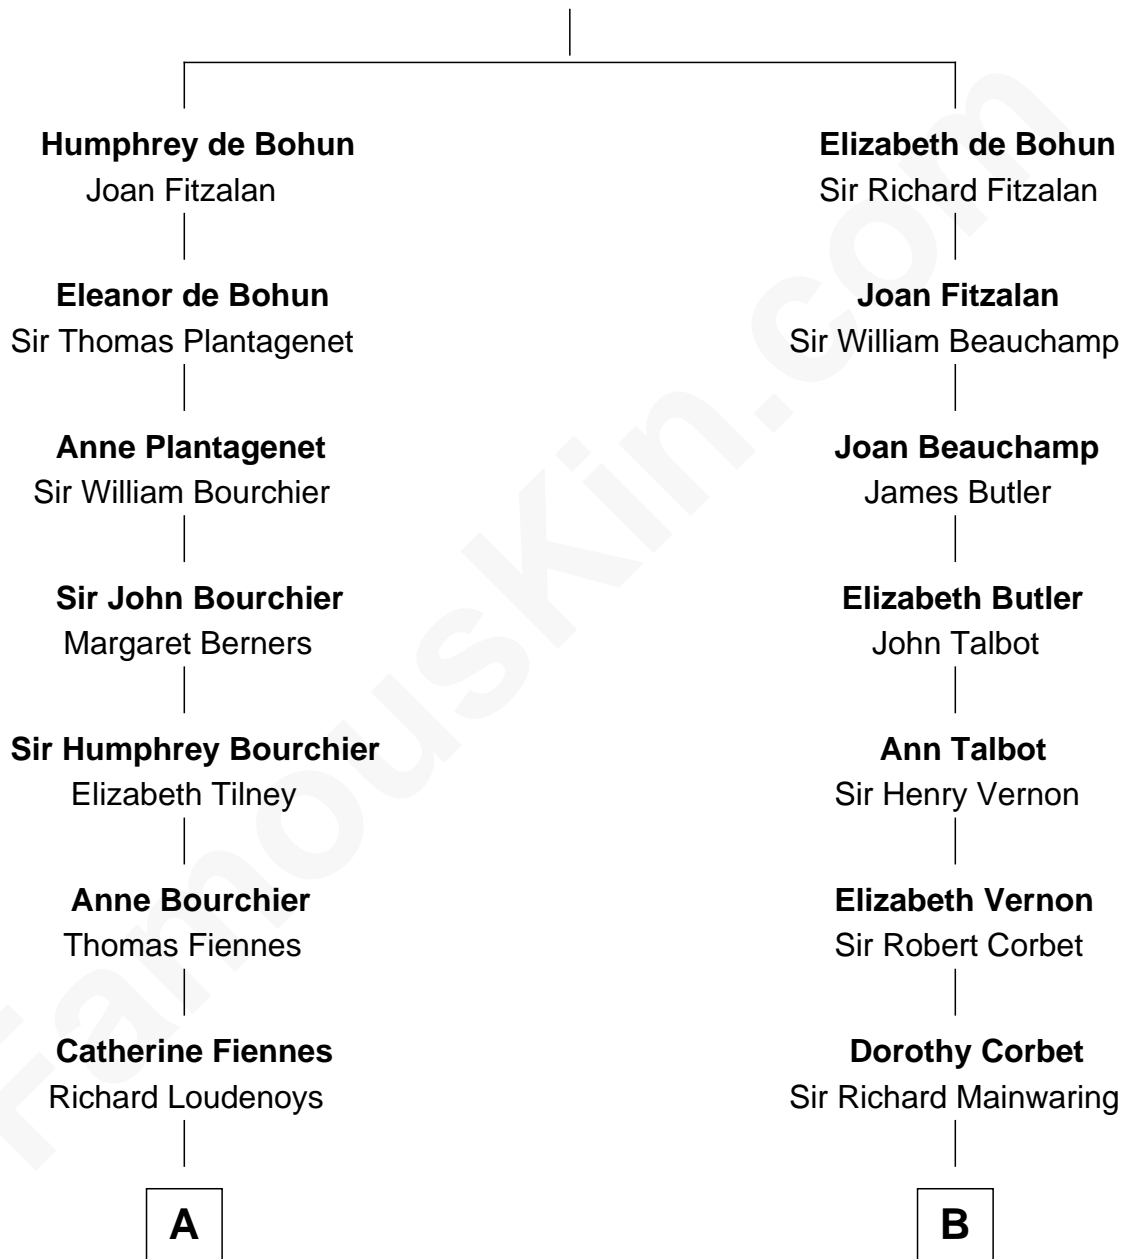 Humphrey de Bohun
Joan Fitzalan
Eleanor de Bohun
Sir Thomas Plantagenet
Anne Plantagenet
Sir William Bourchier
Sir John Bourchier
Margaret Berners
Sir Humphrey Bourchier
Elizabeth Tilney
Anne Bourchier
Thomas Fiennes
Catherine Fiennes
Richard Loudenoys
A
Elizabeth de Bohun
Sir Richard Fitzalan
Joan Fitzalan
Sir William Beauchamp
Joan Beauchamp
James Butler
Elizabeth Butler
John Talbot
Ann Talbot
Sir Henry Vernon
Elizabeth Vernon
Sir Robert Corbet
Dorothy Corbet
Sir Richard Mainwaring
B
FamousKin.com